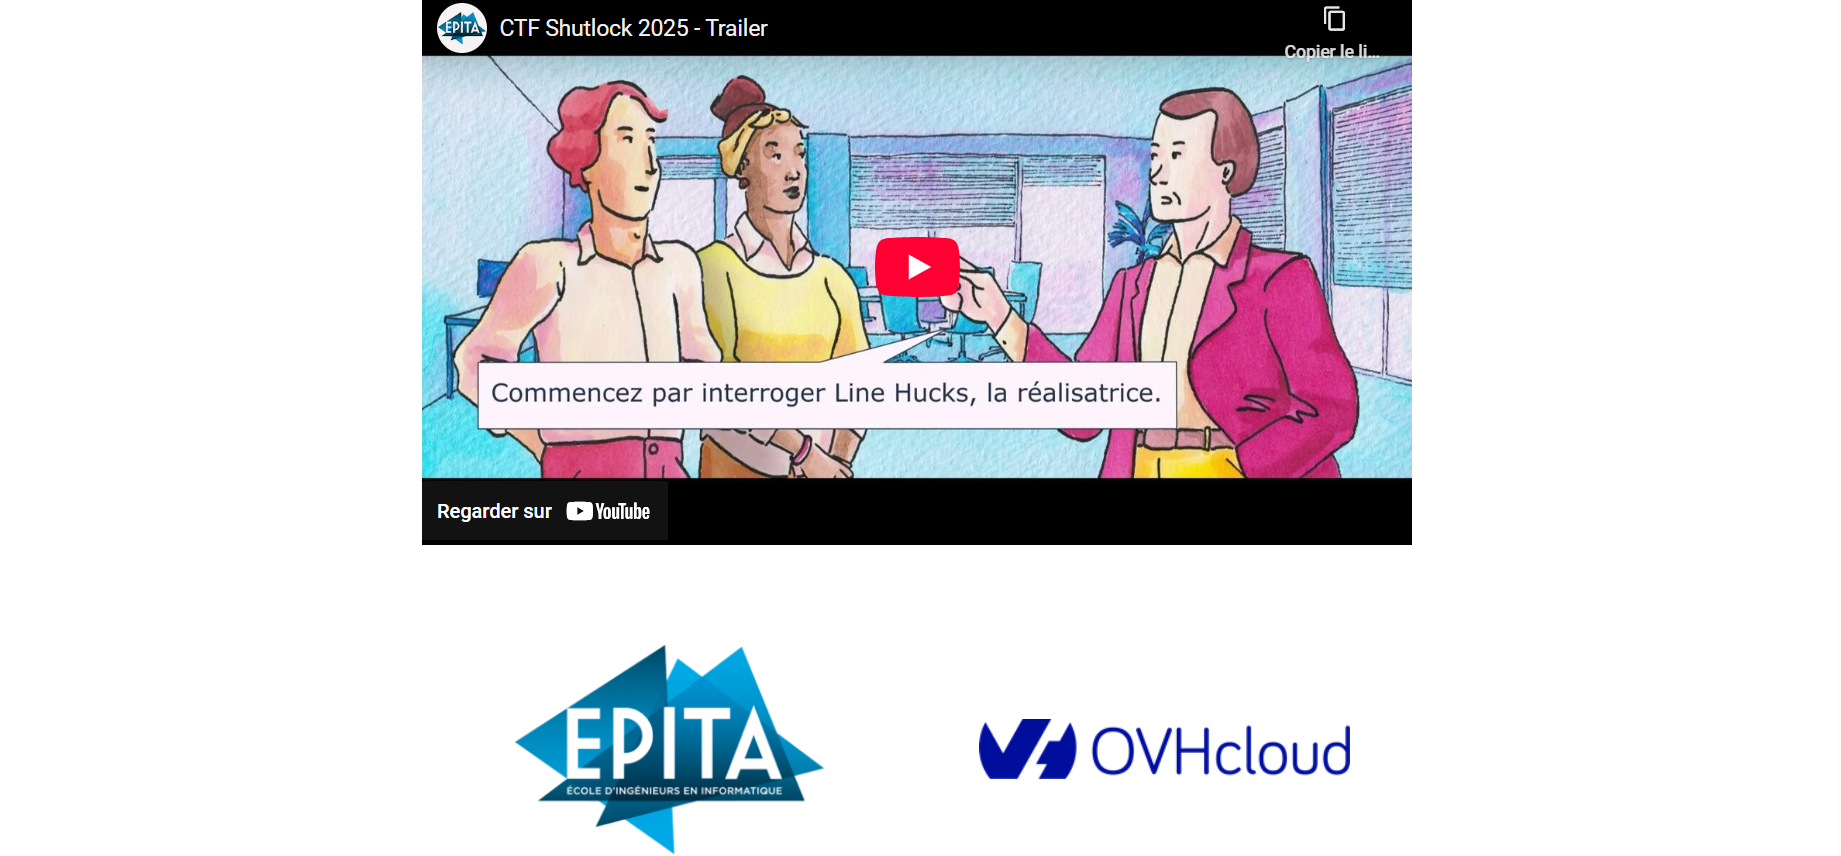 EPITA
CTF Shutlock 2025 - Trailer
Copier le li...
Commencez par interroger Line Hucks, la réalisatrice.
Regarder sur YouTube
EPITA
ÉCOLE D'INGÉNIEURS EN INFORMATIQUE
OVHcloud